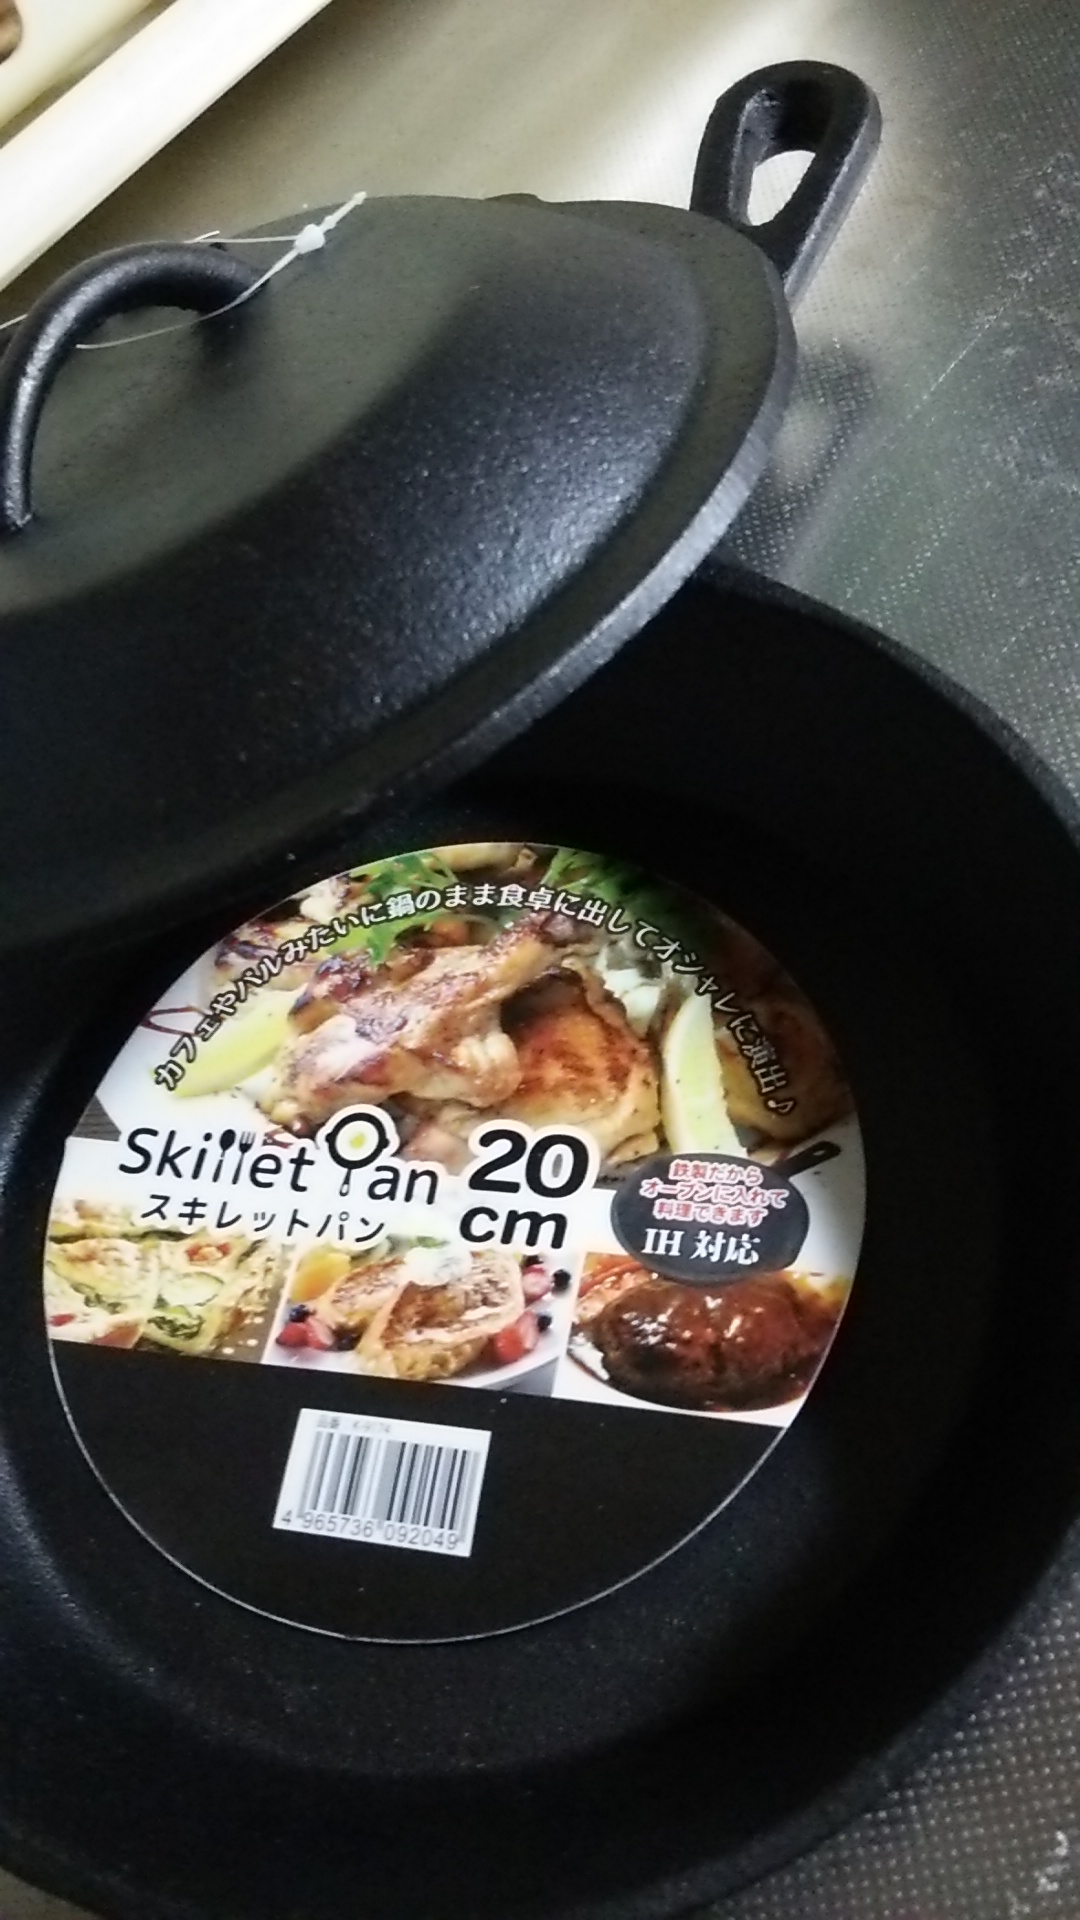 カフェやバルみたいに鍋のまま食卓に出してオシャレに演出♪
Skillet Pan
スキレットパン
20
cm
鉄製だから
オーブンに入れて
料理できます
IH 対応
品番 K-9174
4 965736 092049